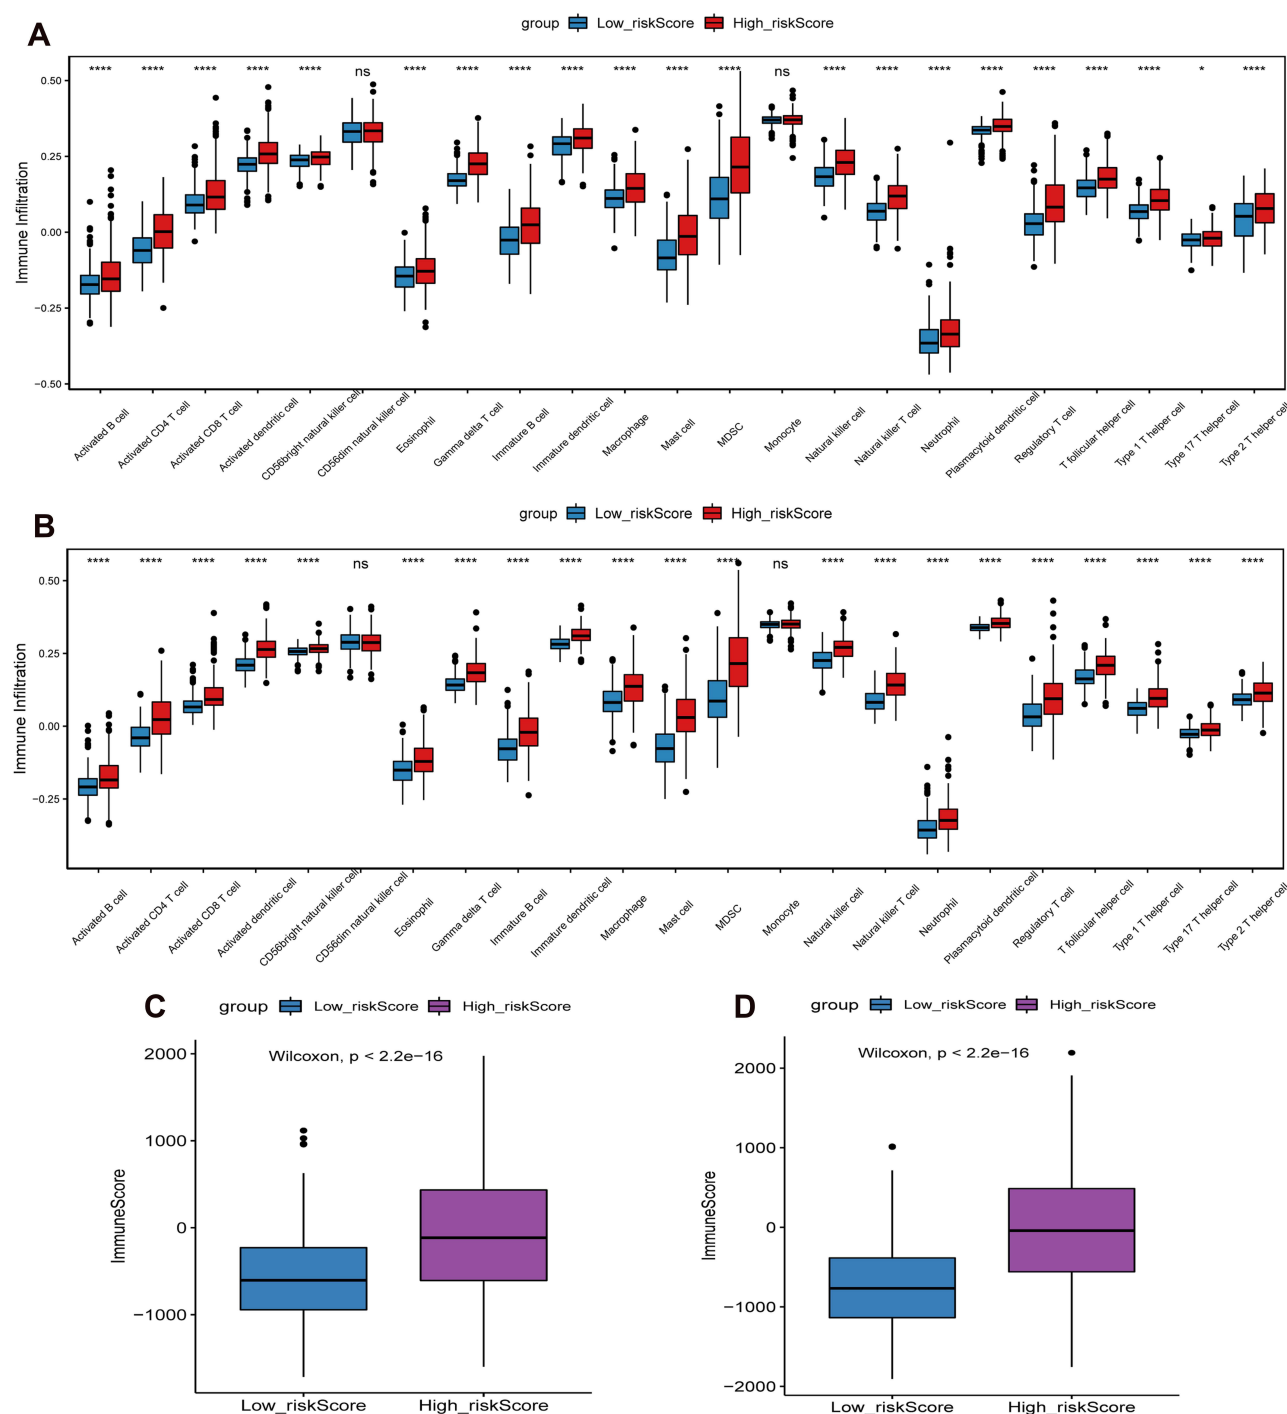 A
group Low_riskScore High_riskScore
**** **** **** **** **** ns **** **** **** **** **** **** **** ns **** **** **** **** **** **** **** * ****
Immune Infiltration
0.50
0.25
0.00
−0.25
−0.50
Activated B cell
Activated CD4 T cell
Activated CD8 T cell
Activated dendritic cell
CD56bright natural killer cell
CD56dim natural killer cell
Eosinophil
Gamma delta T cell
Immature B cell
Immature dendritic cell
Macrophage
Mast cell
MDSC
Monocyte
Natural killer cell
Natural killer T cell
Neutrophil
Plasmacytoid dendritic cell
Regulatory T cell
T follicular helper cell
Type 1 T helper cell
Type 17 T helper cell
Type 2 T helper cell
B
group Low_riskScore High_riskScore
**** **** **** **** **** ns **** **** **** **** **** **** **** ns **** **** **** **** **** **** **** **** ****
Immune Infiltration
0.50
0.25
0.00
−0.25
Activated B cell
Activated CD4 T cell
Activated CD8 T cell
Activated dendritic cell
CD56bright natural killer cell
CD56dim natural killer cell
Eosinophil
Gamma delta T cell
Immature B cell
Immature dendritic cell
Macrophage
Mast cell
MDSC
Monocyte
Natural killer cell
Natural killer T cell
Neutrophil
Plasmacytoid dendritic cell
Regulatory T cell
T follicular helper cell
Type 1 T helper cell
Type 17 T helper cell
Type 2 T helper cell
C
group Low_riskScore High_riskScore
Wilcoxon, p < 2.2e−16
ImmuneScore
2000
1000
0
−1000
Low_riskScore High_riskScore
D
group Low_riskScore High_riskScore
Wilcoxon, p < 2.2e−16
ImmuneScore
2000
1000
0
−1000
−2000
Low_riskScore High_riskScore